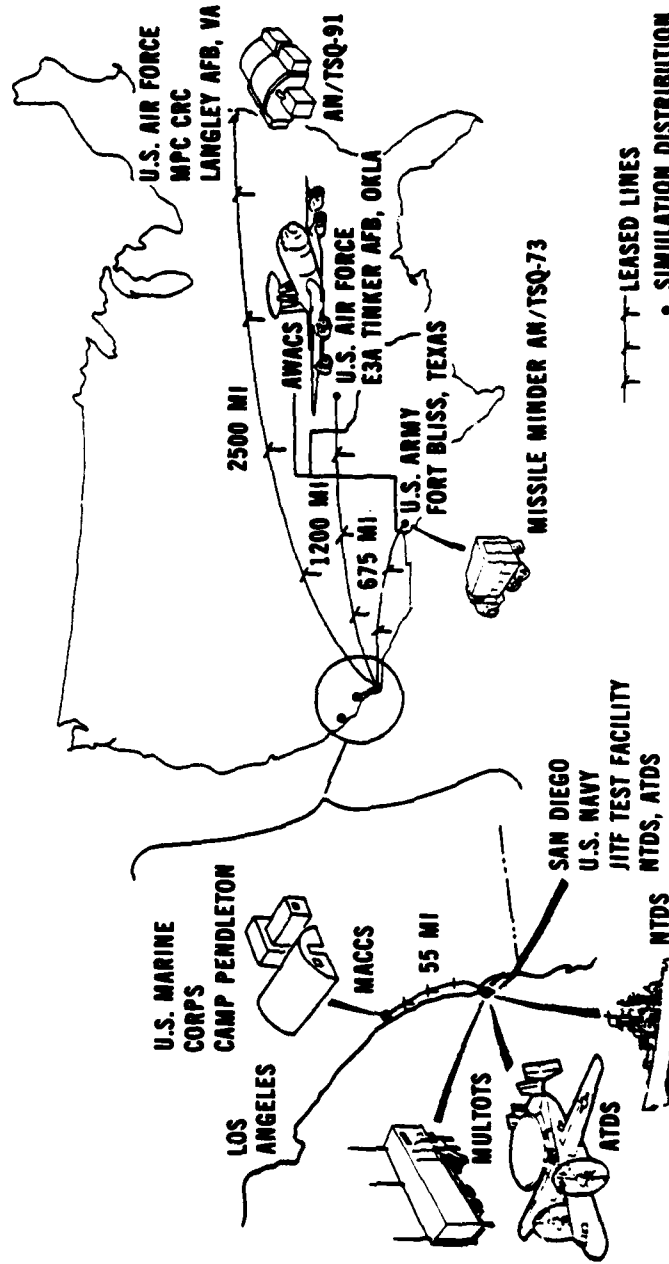 U.S. AIR FORCE
MPC CRC
LANGLEY AFB, VA
AN/TSQ-91
2500 MI
AWACS
U.S. AIR FORCE
E3A TINKER AFB, OKLA
1200 MI
675 MI
U.S. ARMY
FORT BLISS, TEXAS
MISSILE MINDER AN/TSQ-73
LEASED LINES
• SIMULATION DISTRIBUTION
U.S. MARINE
CORPS
CAMP PENDLETON
MACCS
LOS
ANGELES
55 MI
SAN DIEGO
U.S. NAVY
JITF TEST FACILITY
NTDS, ATDS
MULTOTS
ATDS
NTDS